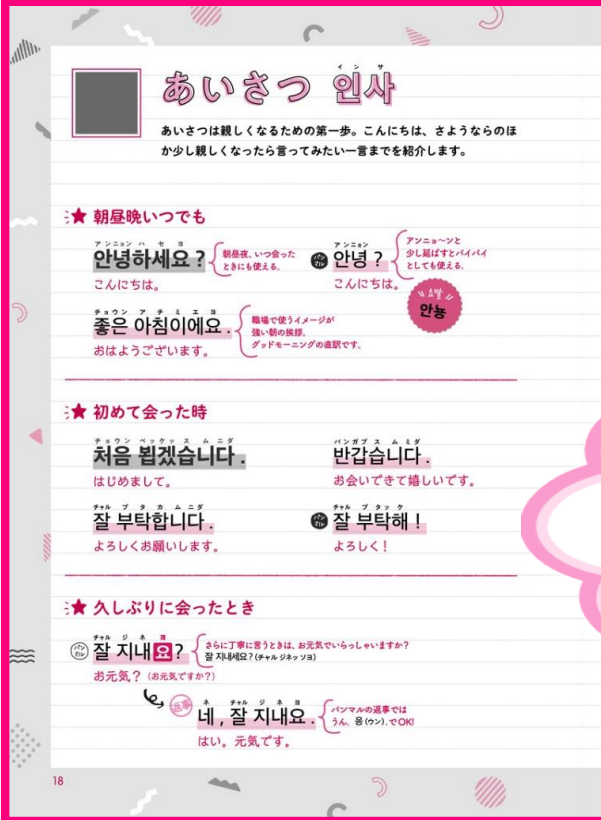 インサ
あいさつ 인사
あいさつは親しくなるための第一歩。こんにちは、さようならのほ
か少し親しくなったら言ってみたい一言までを紹介します。
★ 朝昼晩いつでも
アンニョン ハ セ ヨ
안녕하세요 ?
朝昼夜、いつ会った
ときにも使える。
こんにちは。
アンニョン
パンマル 안녕 ?
アンニョ〜ンと
少し延ばすとバイバイ
としても使える。
こんにちは。
쇼말
안뇽
チョウン ア チ ミ エ ヨ
좋은 아침이에요 .
職場で使うイメージが
強い朝の挨拶。
グッドモーニングの直訳です。
おはようございます。
★ 初めて会った時
チョウン ペッケッ ス ム ニダ
처음 뵙겠습니다 .
はじめまして。
パンガプ ス ム ミ ダ
반갑습니다 .
お会いできて嬉しいです。
チャル プ タ カ ム ニ ダ
잘 부탁합니다 .
よろしくお願いします。
チャル プ タッ ケ
パンマル 잘 부탁해 !
よろしく！
★ 久しぶりに会ったとき
チャル ジ ネ ヨ
パンマル 잘 지내요?
さらに丁寧に言うときは、お元気でいらっしゃいますか？
잘 지내세요? (チャル ジネッ ソヨ)
お元気？（お元気ですか？）
ネ チャル ジ ネ ヨ
返事 네 , 잘 지내요 .
パンマルの返事では
うん。응 (ウン). でOK!
はい。元気です。
18